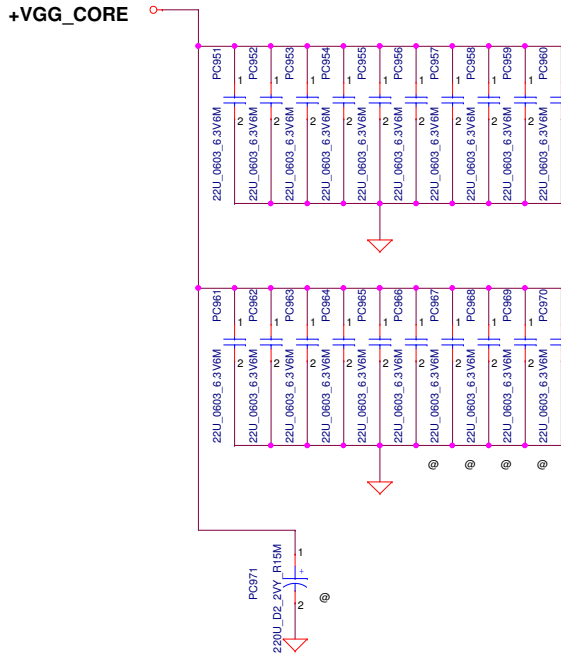 +VGG_CORE
PC951
PC952
PC953
PC954
PC955
PC956
PC957
PC958
PC959
PC960
1
1
1
1
1
1
1
1
1
2
2
2
2
2
2
2
2
2
22U_0603_6.3V6M
22U_0603_6.3V6M
22U_0603_6.3V6M
22U_0603_6.3V6M
22U_0603_6.3V6M
22U_0603_6.3V6M
22U_0603_6.3V6M
22U_0603_6.3V6M
22U_0603_6.3V6M
22U_0603_6.3V6M
PC961
PC962
PC963
PC964
PC965
PC966
PC967
PC968
PC969
PC970
1
1
1
1
1
1
1
1
1
2
2
2
2
2
2
2
2
2
22U_0603_6.3V6M
22U_0603_6.3V6M
22U_0603_6.3V6M
22U_0603_6.3V6M
22U_0603_6.3V6M
22U_0603_6.3V6M
22U_0603_6.3V6M
22U_0603_6.3V6M
22U_0603_6.3V6M
22U_0603_6.3V6M
@
@
@
@
PC971
220U_D2_2VY_R15M
1
+
2
@